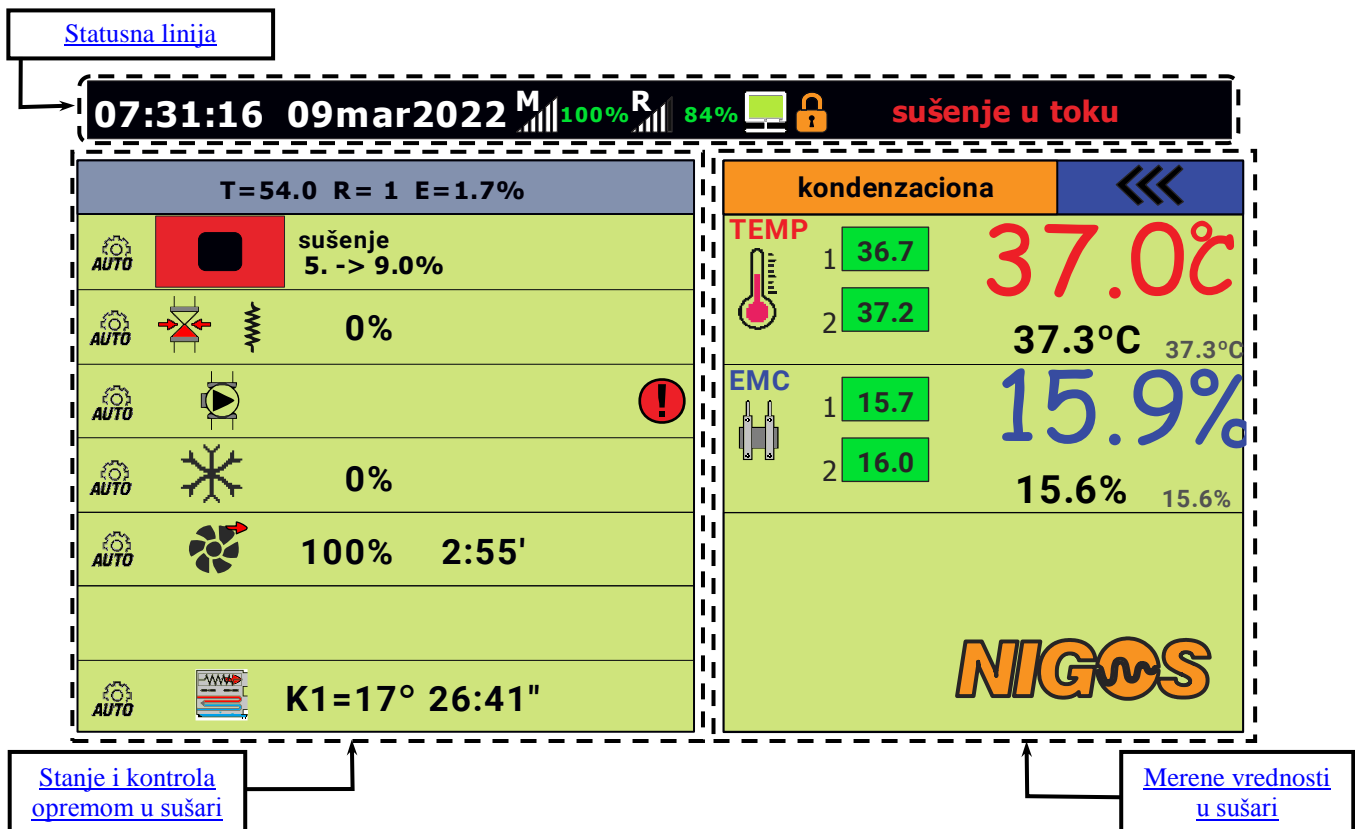 Statusna linija
07:31:16 09mar2022 M 100% R 84% sušenje u toku
T=54.0 R= 1 E=1.7%
AUTO
sušenje
5. -> 9.0%
AUTO
0%
AUTO
!
AUTO
0%
AUTO
100% 2:55'
AUTO
K1=17° 26:41"
kondenzaciona
TEMP
1 36.7
37.0°C
2 37.2
37.3°C 37.3°C
EMC
1 15.7
15.9%
2 16.0
15.6% 15.6%
NIGOS
Stanje i kontrola
opremom u sušari
Merene vrednosti
u sušari